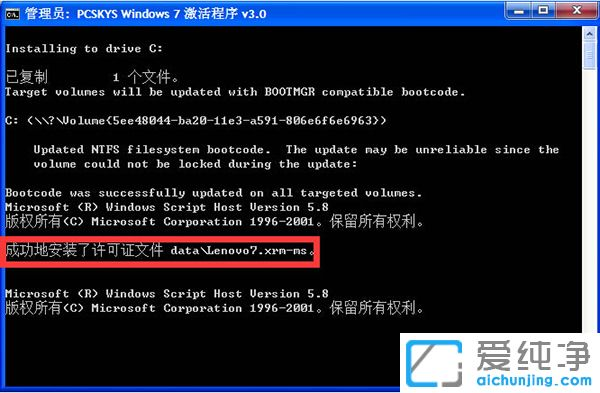 管理员: PCSKYS Windows 7 激活程序 v3.0
Installing to drive C:
已复制         1 个文件。
Target volumes will be updated with BOOTMGR compatible bootcode.
C: (\\?\Volume{5ee48044-ba20-11e3-a591-806e6f6e6963})
Updated NTFS filesystem bootcode.  The update may be unreliable since the
volume could not be locked during the update:
Bootcode was successfully updated on all targeted volumes.
Microsoft (R) Windows Script Host Version 5.8
版权所有(C) Microsoft Corporation 1996-2001。保留所有权利。
成功地安装了许可证文件 data\Lenovo7.xrm-ms。
Microsoft (R) Windows Script Host Version 5.8
版权所有(C) Microsoft Corporation 1996-2001。保留所有权利。
爱纯净
aichunjing.com